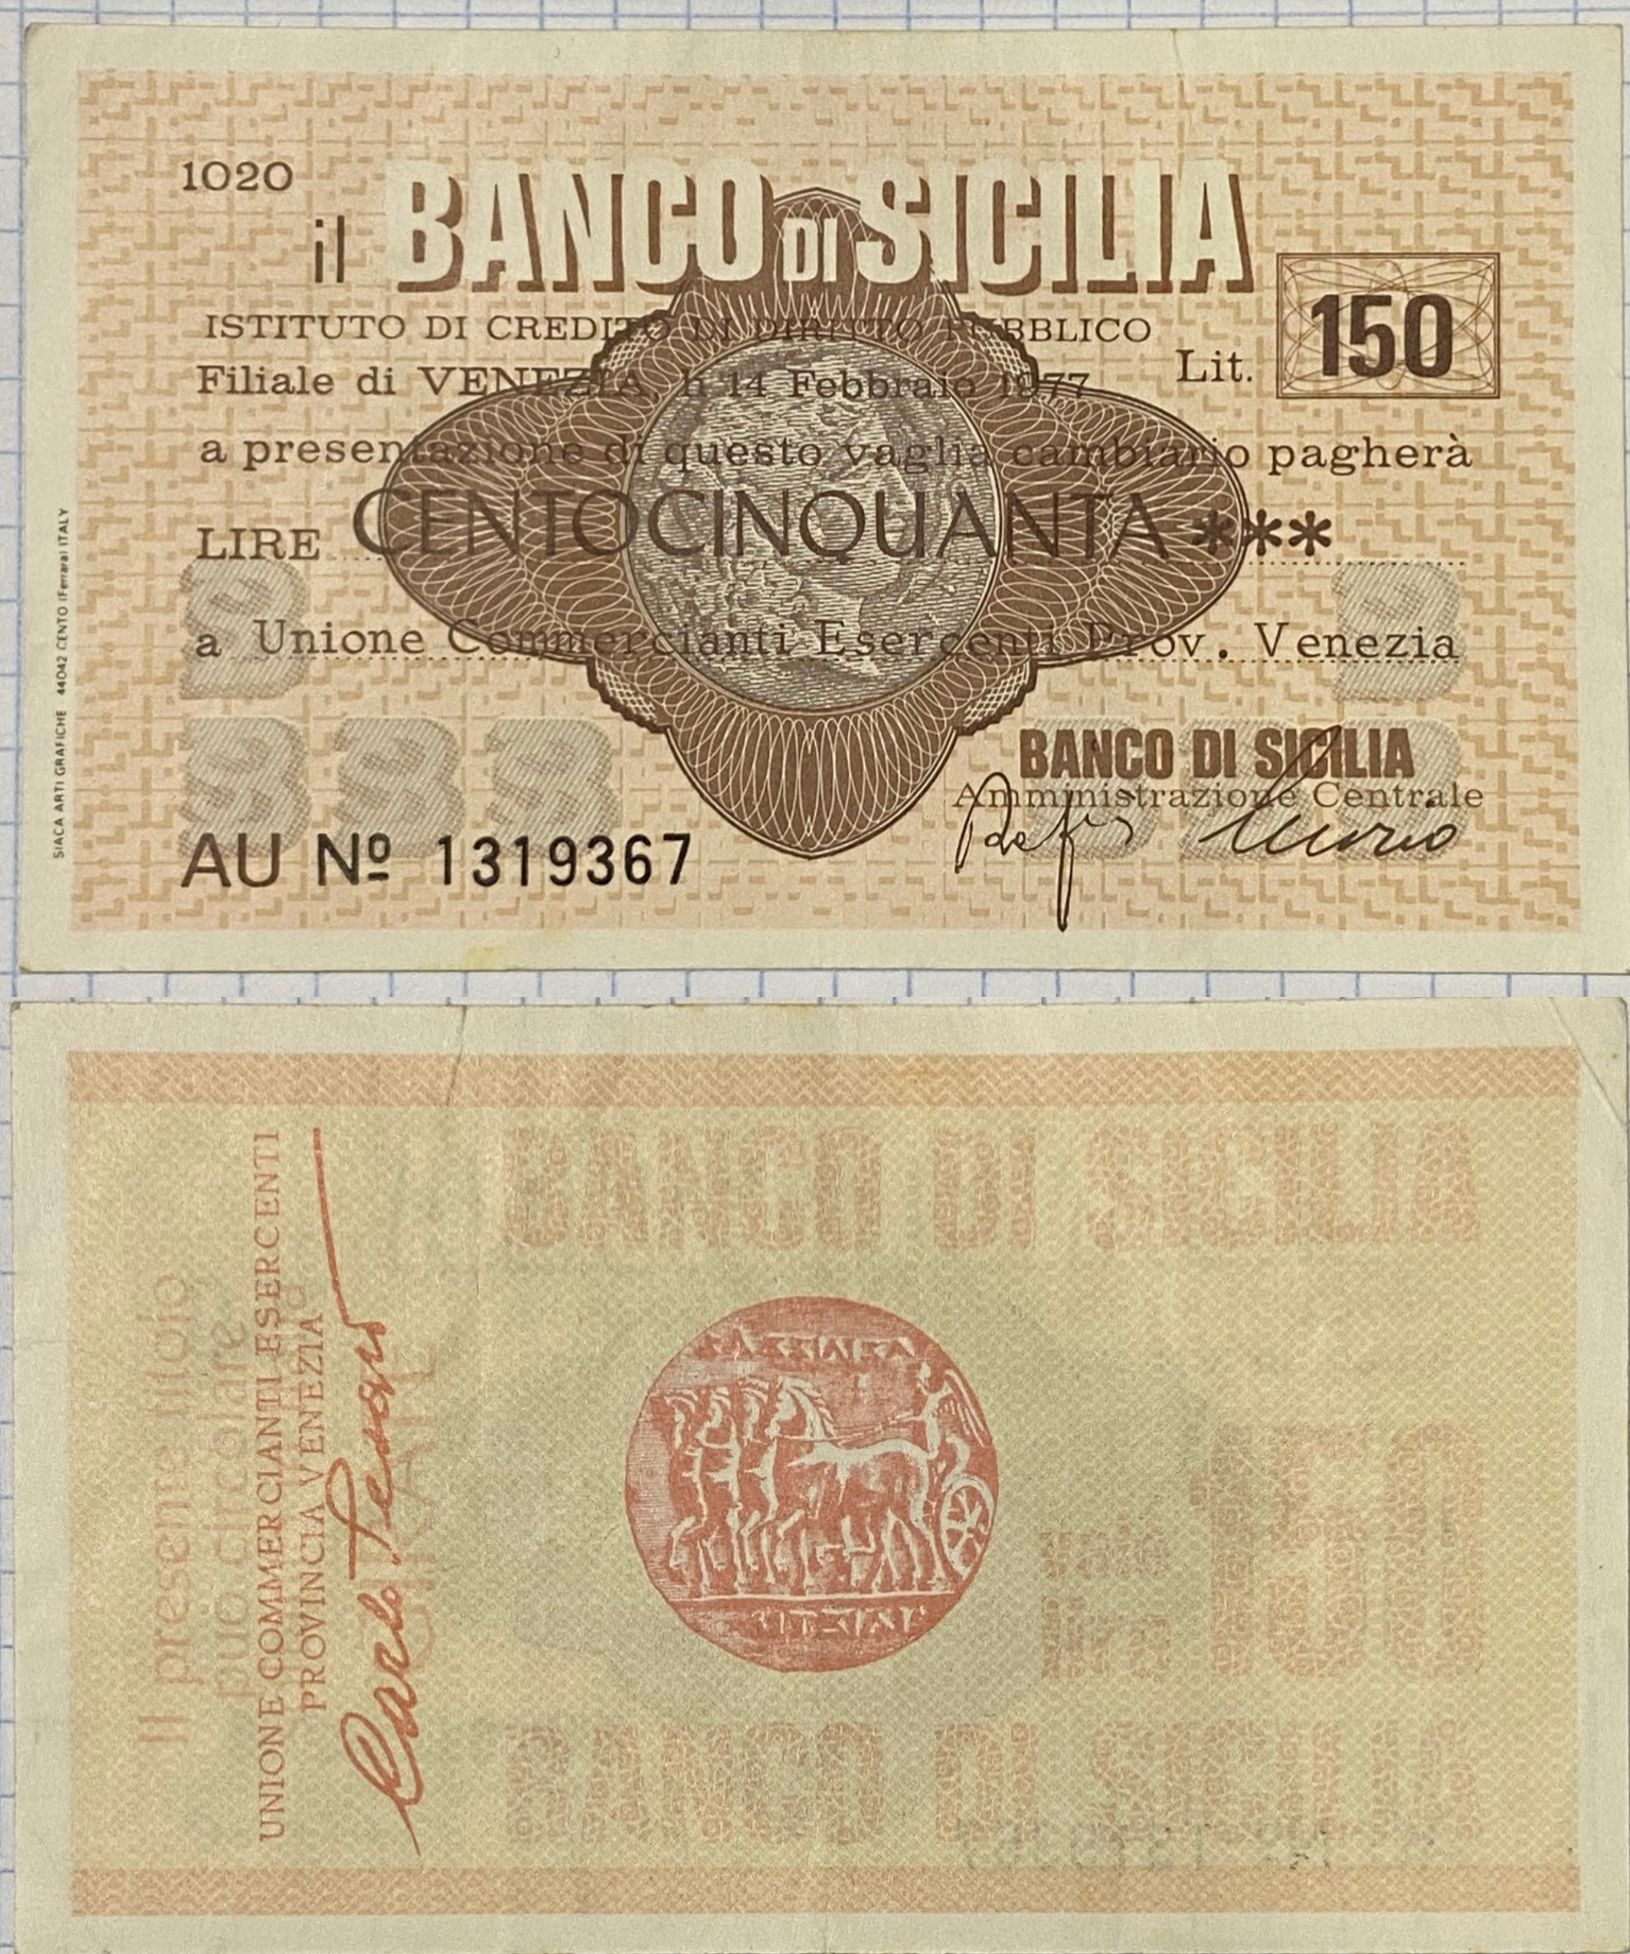 1020
il BANCO DI SICILIA
ISTITUTO DI CREDITO DI DIRITTO PUBBLICO
Lit. 150
Filiale di VENEZIA, lì 14 Febbraio 1977
a presentazione di questo vaglia cambiario pagherà
LIRE CENTOCINQUANTA ***
a Unione Commercianti Esercenti Prov. Venezia
BANCO DI SICILIA
Amministrazione Centrale
AU Nº 1319367
SIACA ARTI GRAFICHE 44042 CENTO (Ferrara) ITALY
BANCO DI SICILIA
Il presente titolo
può circolare
UNIONE COMMERCIANTI ESERCENTI
PROVINCIA VENEZIA
vale
lire
150
BANCO DI SICILIA